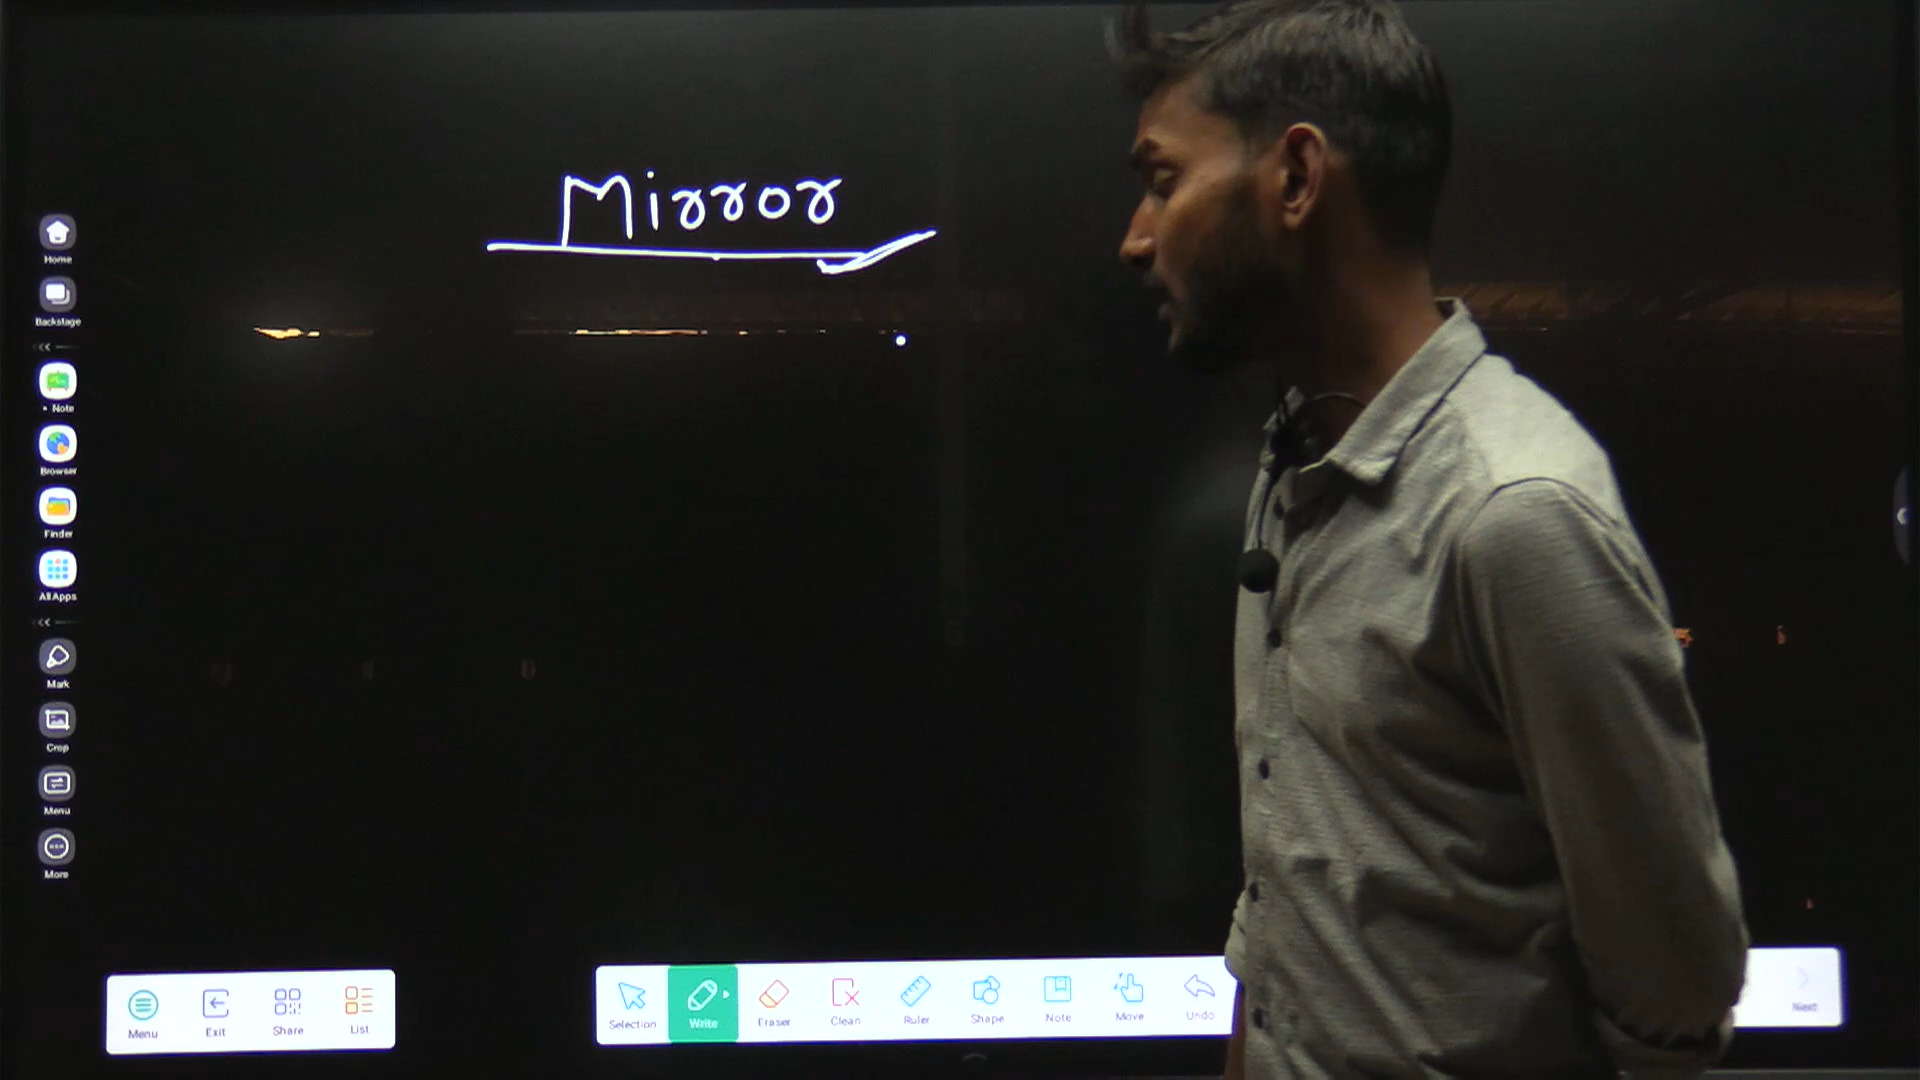 Mirror
Home
Backstage
Note
Browser
Finder
All Apps
Mark
Crop
Menu
More
Menu Exit Share List
Selection Write Eraser Clean Ruler Shape Note Move Undo
Next